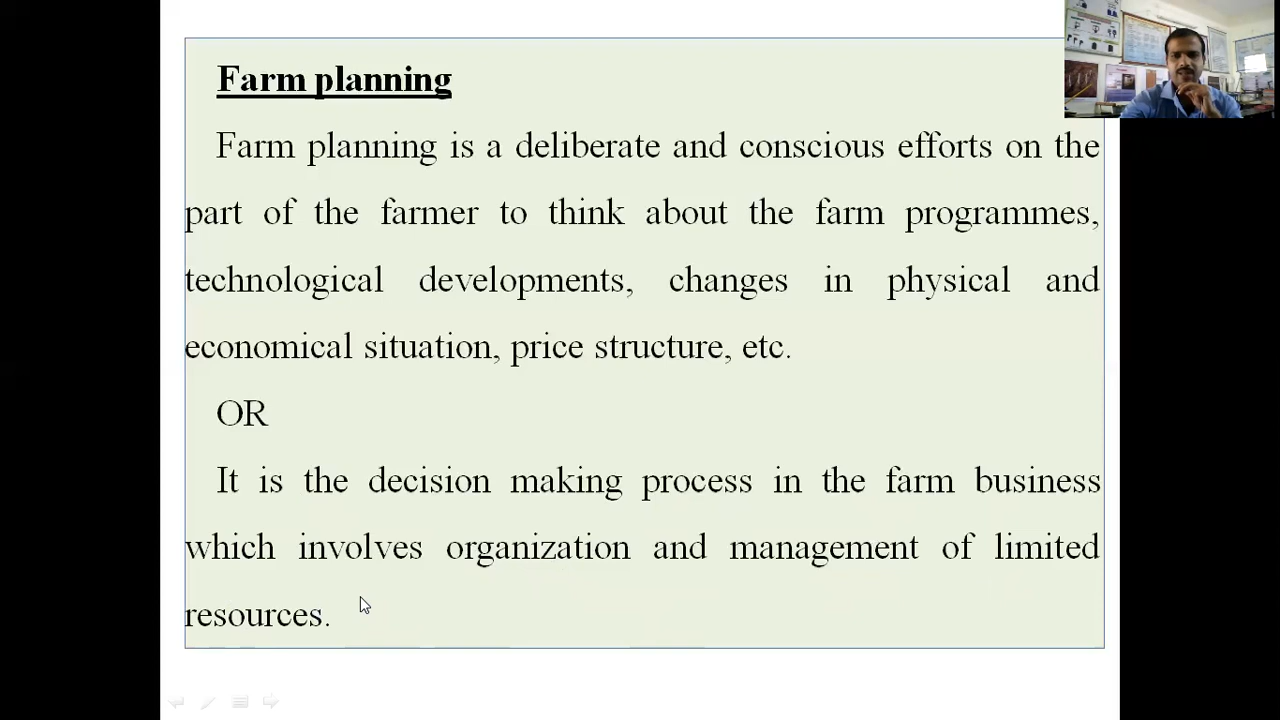 Farm planning
Farm planning is a deliberate and conscious efforts on the
part of the farmer to think about the farm programmes,
technological developments, changes in physical and
economical situation, price structure, etc.
OR
It is the decision making process in the farm business
which involves organization and management of limited
resources.